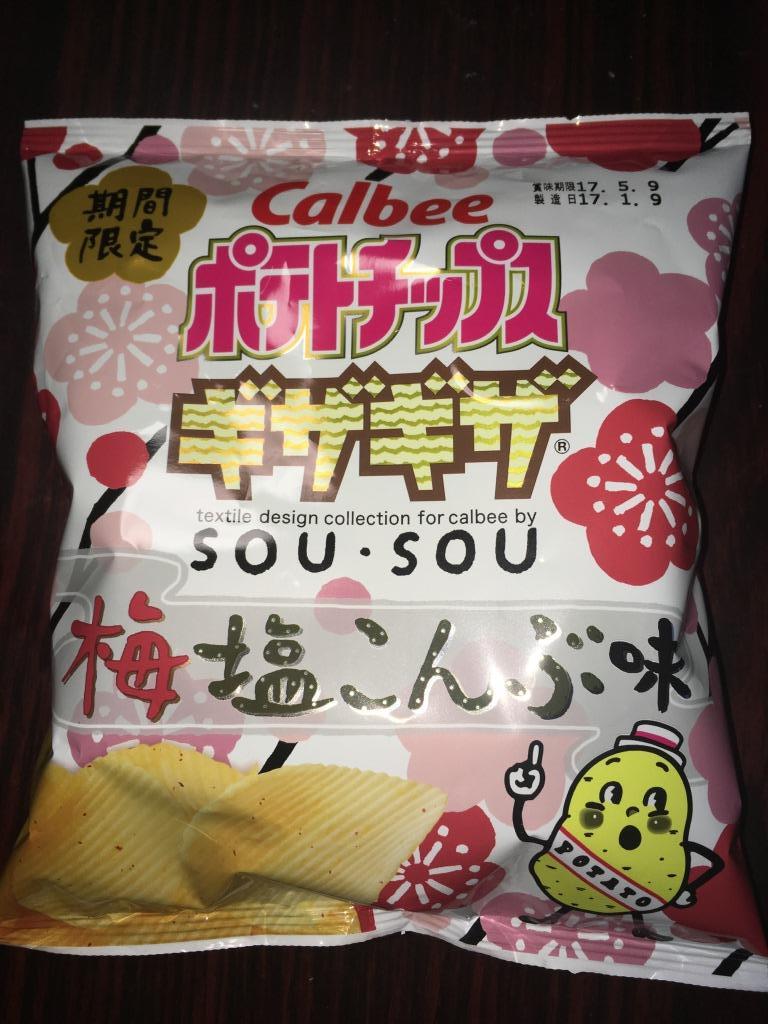 期間
限定
Calbee
賞味期限17. 5. 9
製造日17. 1. 9
ポテトチップス
ギザギザ®
textile design collection for calbee by
SOU・SOU
梅塩こんぶ味
POTATO